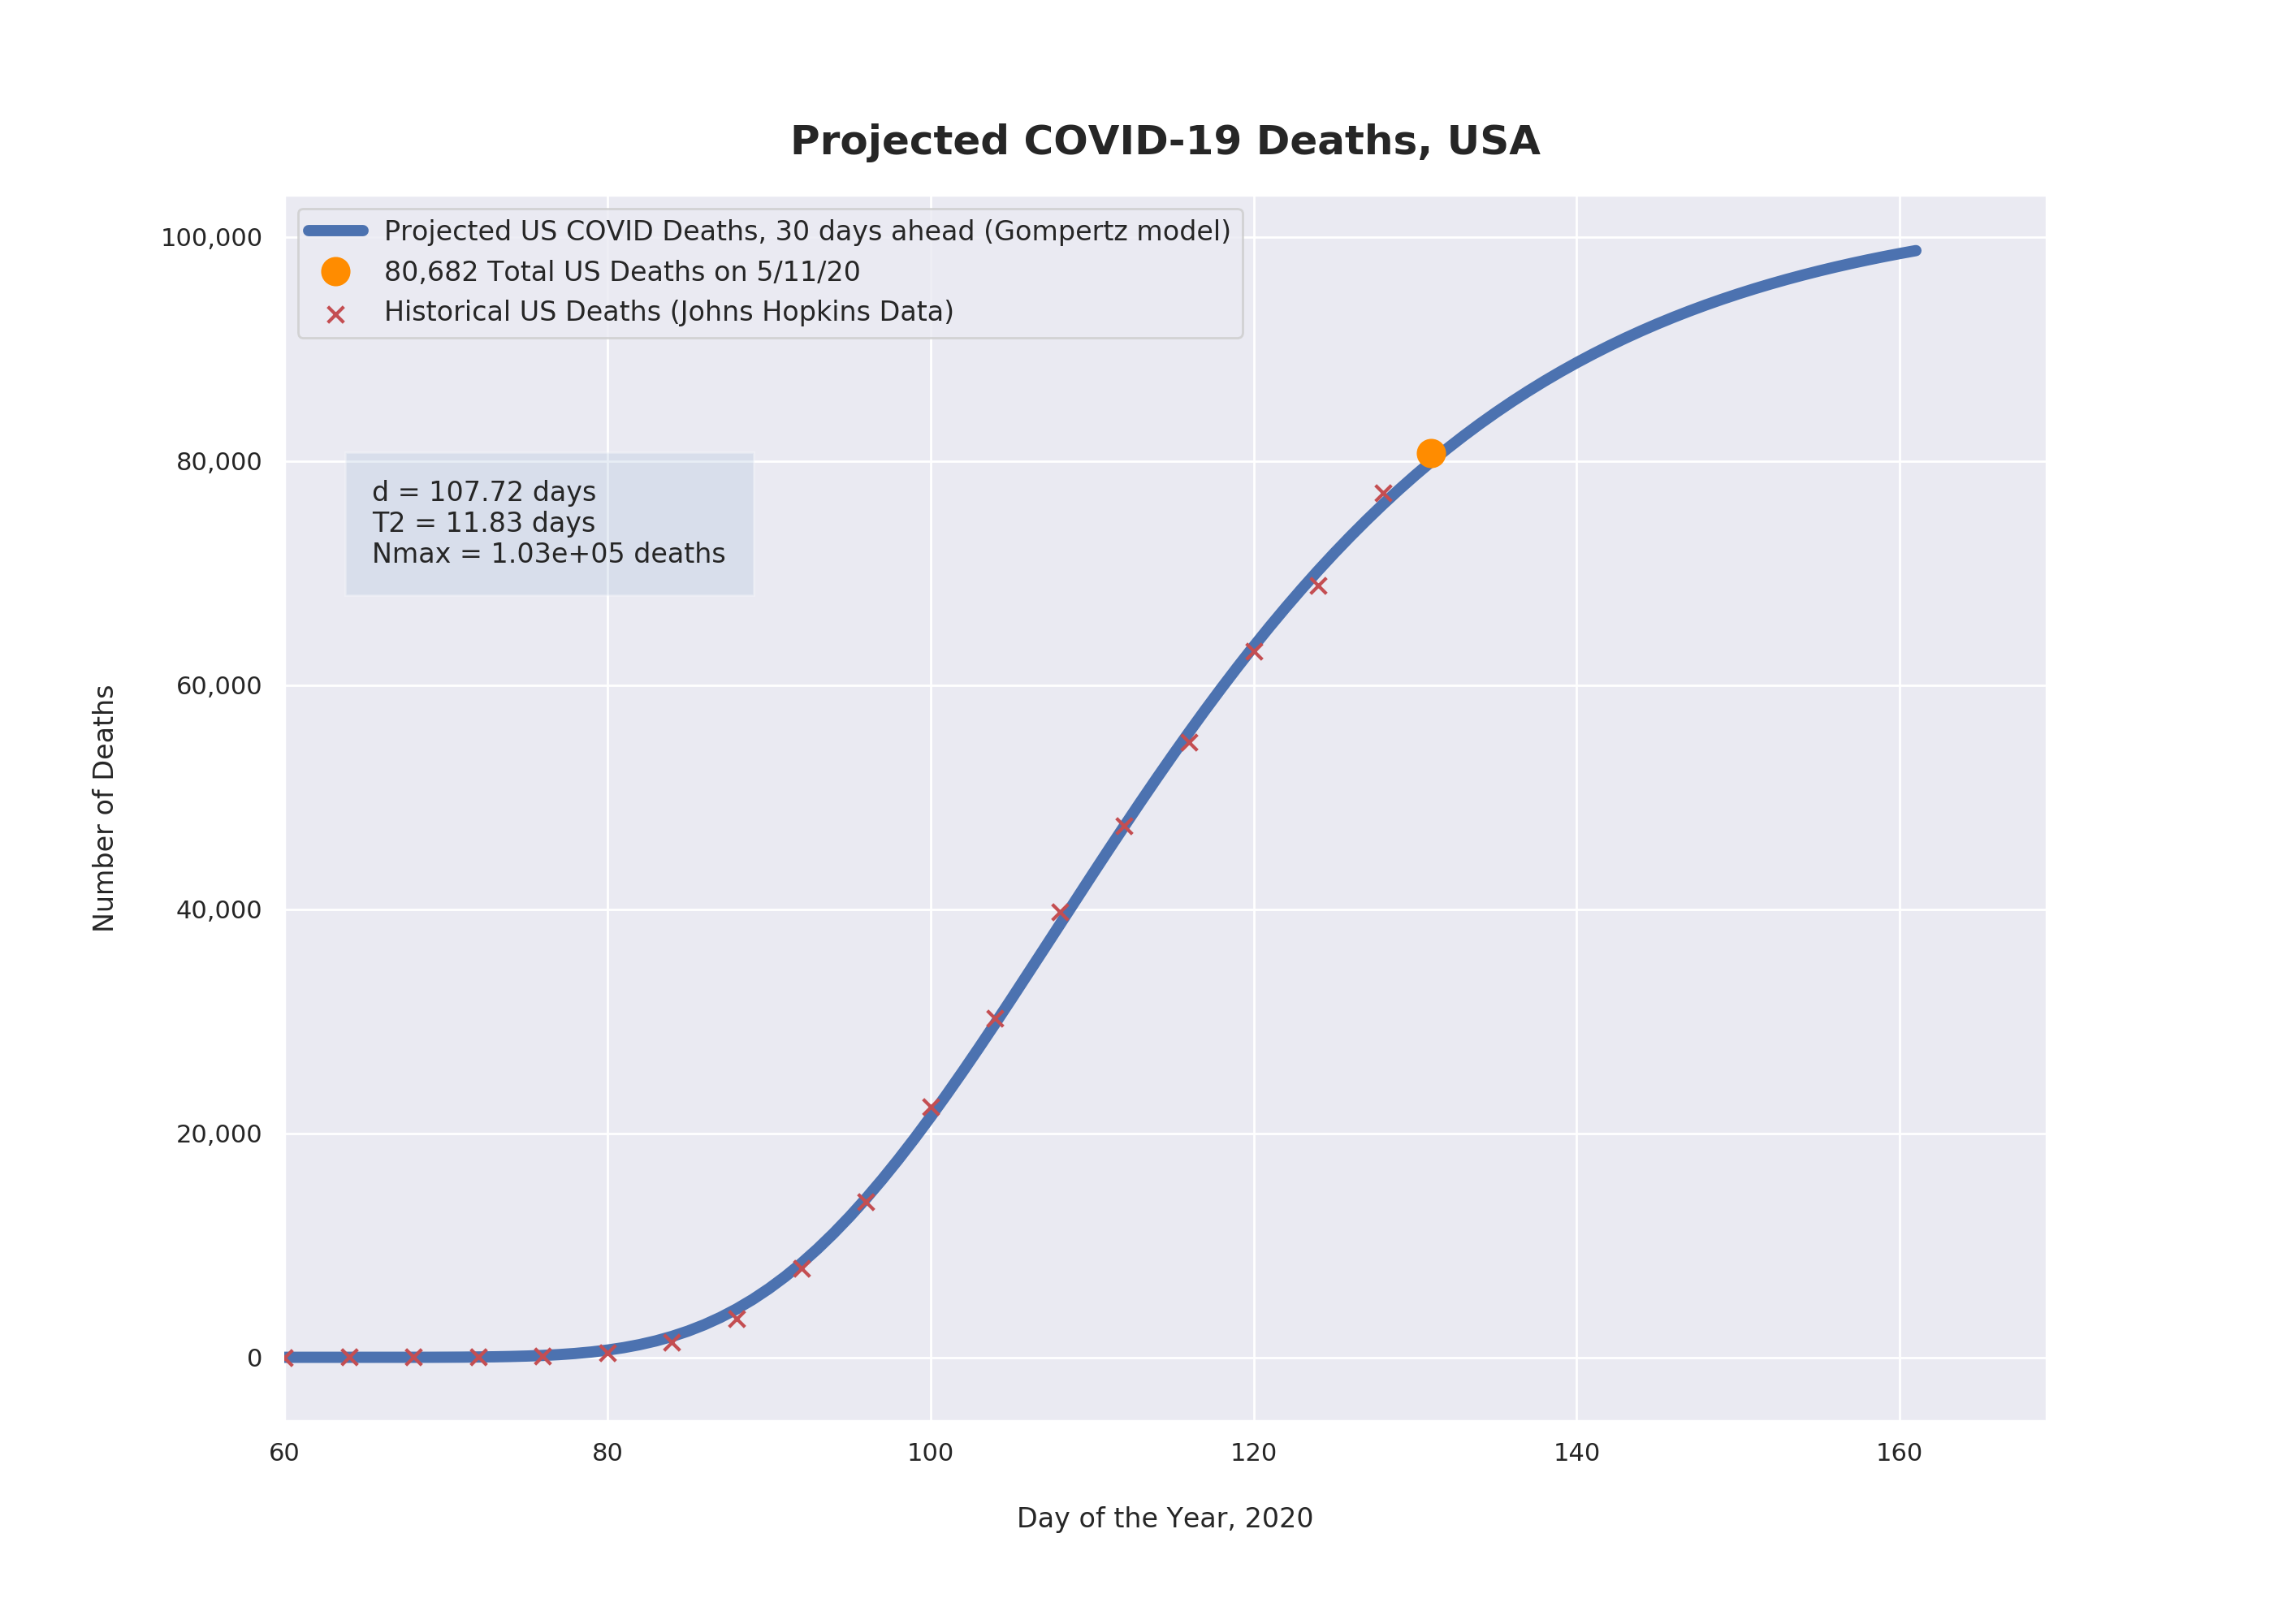 Projected COVID-19 Deaths, USA
Projected US COVID Deaths, 30 days ahead (Gompertz model)
80,682 Total US Deaths on 5/11/20
Historical US Deaths (Johns Hopkins Data)
d = 107.72 days
T2 = 11.83 days
Nmax = 1.03e+05 deaths
Number of Deaths
100,000
80,000
60,000
40,000
20,000
0
60 80 100 120 140 160
Day of the Year, 2020